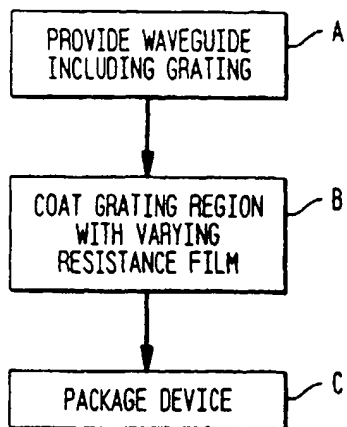 PROVIDE WAVEGUIDE
INCLUDING GRATING
A
COAT GRATING REGION
WITH VARYING
RESISTANCE FILM
B
PACKAGE DEVICE
C